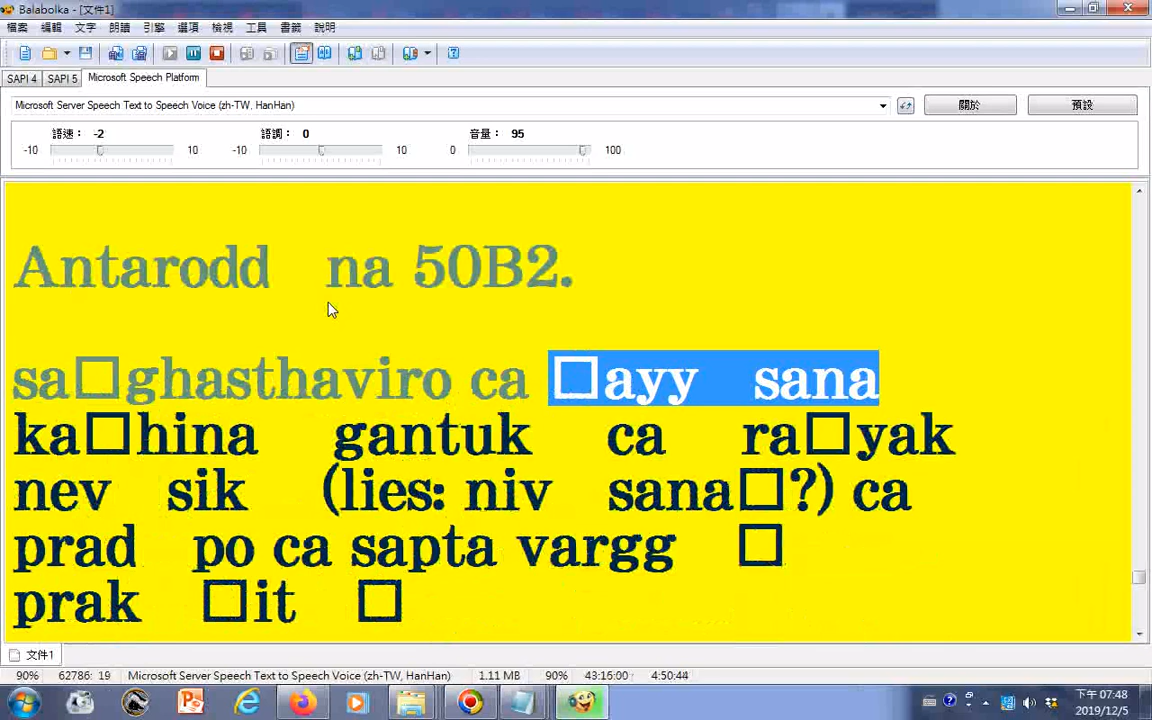 Balabolka - [文件1]
檔案 編輯 文字 朗讀 引擎 選項 檢視 工具 書籤 說明
SAPI 4 SAPI 5 Microsoft Speech Platform
Microsoft Server Speech Text to Speech Voice (zh-TW, HanHan) 關於 預設
語速： -2 語調： 0 音量： 95
-10 10 -10 10 0 100
Antarodd na 50B2.
sa□ghasthaviro ca □ayy sana
ka□hina gantuk ca ra□yak
nev sik (lies: niv sana□?) ca
prad po ca sapta vargg □
prak □it □
文件1
90% 62786: 19 Microsoft Server Speech Text to Speech Voice (zh-TW, HanHan) 1.11 MB 90% 43:16:00 4:50:44
下午 07:48
2019/12/5